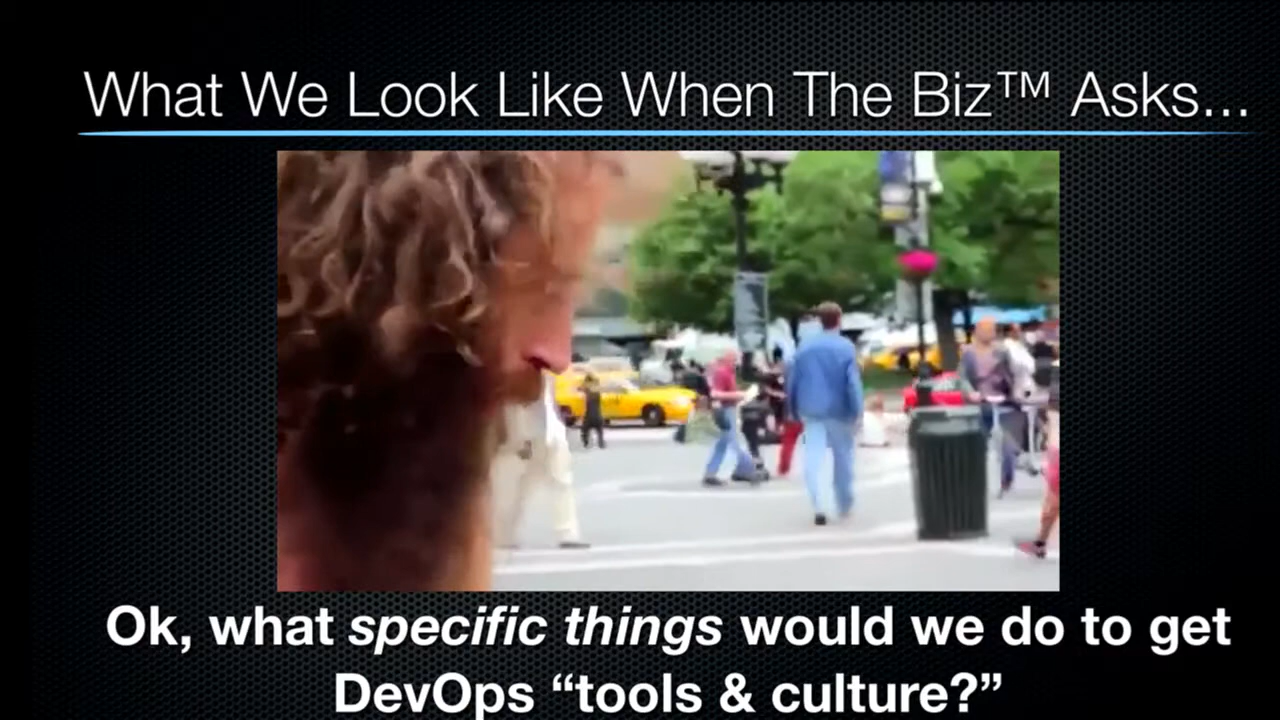 What We Look Like When The Biz™ Asks...
Ok, what specific things would we do to get
DevOps “tools & culture?”